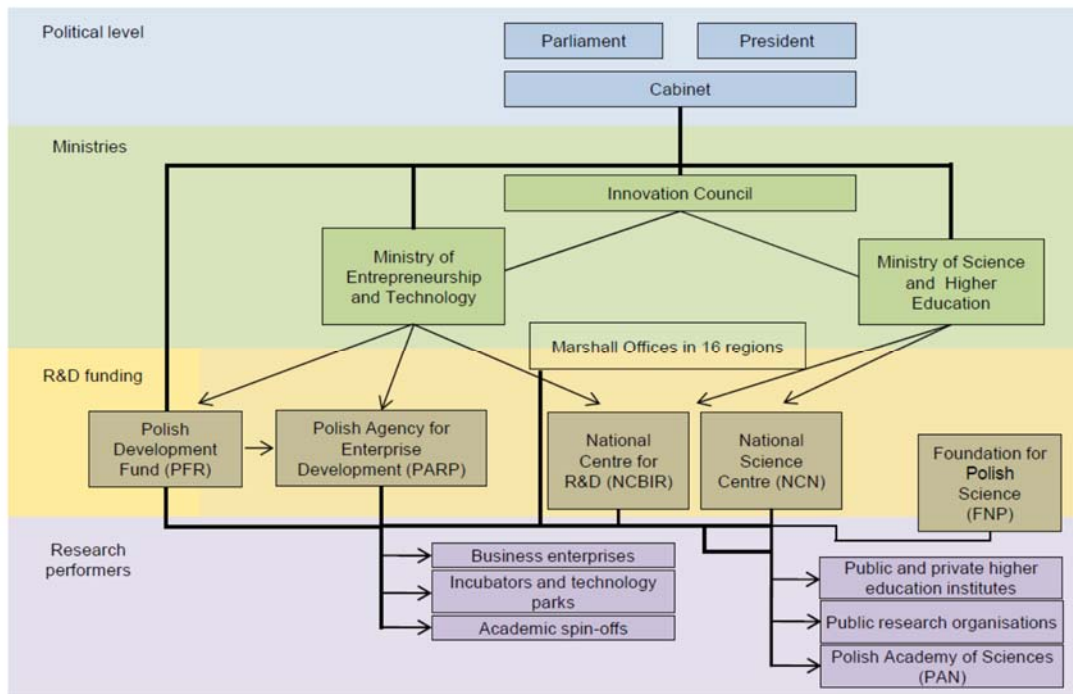 Political level
Parliament
President
Cabinet
Ministries
Innovation Council
Ministry of
Entrepreneurship
and Technology
Ministry of Science
and Higher
Education
Marshall Offices in 16 regions
R&D funding
Polish
Development
Fund (PFR)
Polish Agency for
Enterprise
Development (PARP)
National
Centre for
R&D (NCBIR)
National
Science
Centre (NCN)
Foundation for
Polish
Science
(FNP)
Research
performers
Business enterprises
Incubators and technology
parks
Academic spin-offs
Public and private higher
education institutes
Public research organisations
Polish Academy of Sciences
(PAN)